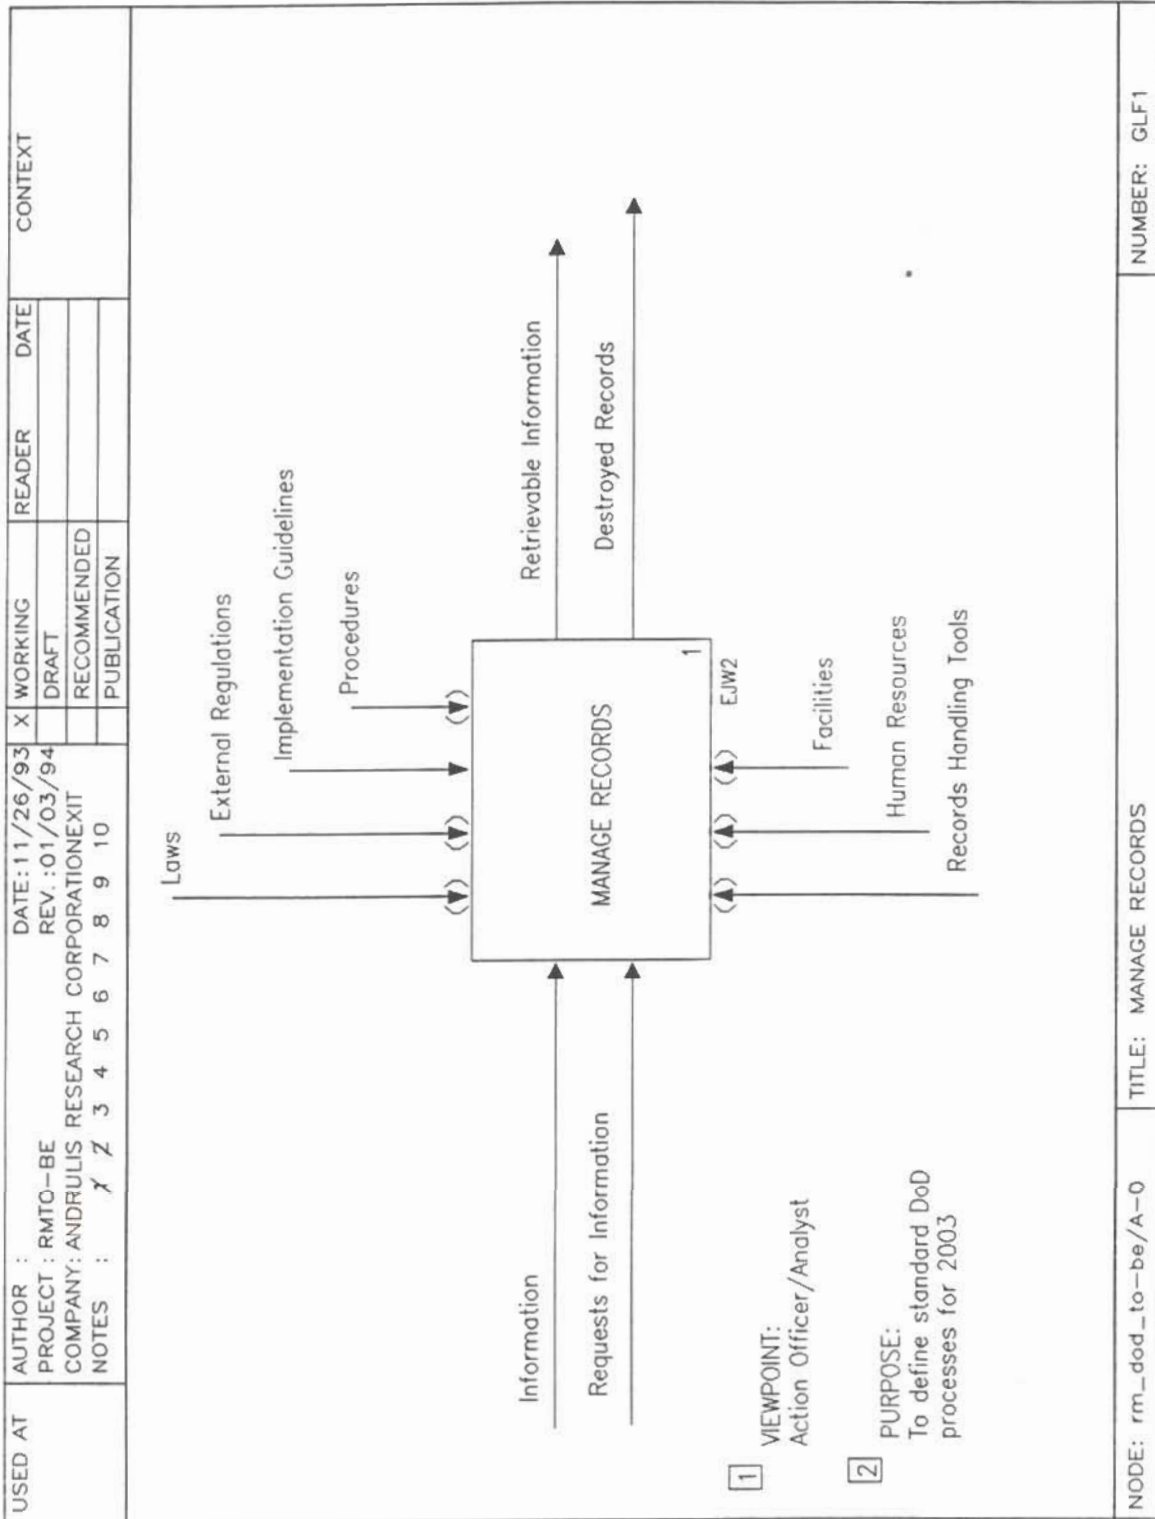 USED AT
AUTHOR :
DATE: 11/26/93
X
WORKING
READER
DATE
CONTEXT
PROJECT : RMTO-BE
REV. :01/03/94
DRAFT
COMPANY: ANDRULIS RESEARCH CORPORATIONEXIT
RECOMMENDED
NOTES : 1 2 3 4 5 6 7 8 9 10
PUBLICATION
Laws
External Regulations
Implementation Guidelines
Procedures
() () ()
Information
Requests for Information
MANAGE RECORDS
1
Retrievable Information
Destroyed Records
() () ()
EJW2
Facilities
Human Resources
Records Handling Tools
1
VIEWPOINT:
Action Officer/Analyst
2
PURPOSE:
To define standard DoD
processes for 2003
NODE: rm_dod_to-be/A-0
TITLE: MANAGE RECORDS
NUMBER: GLF1